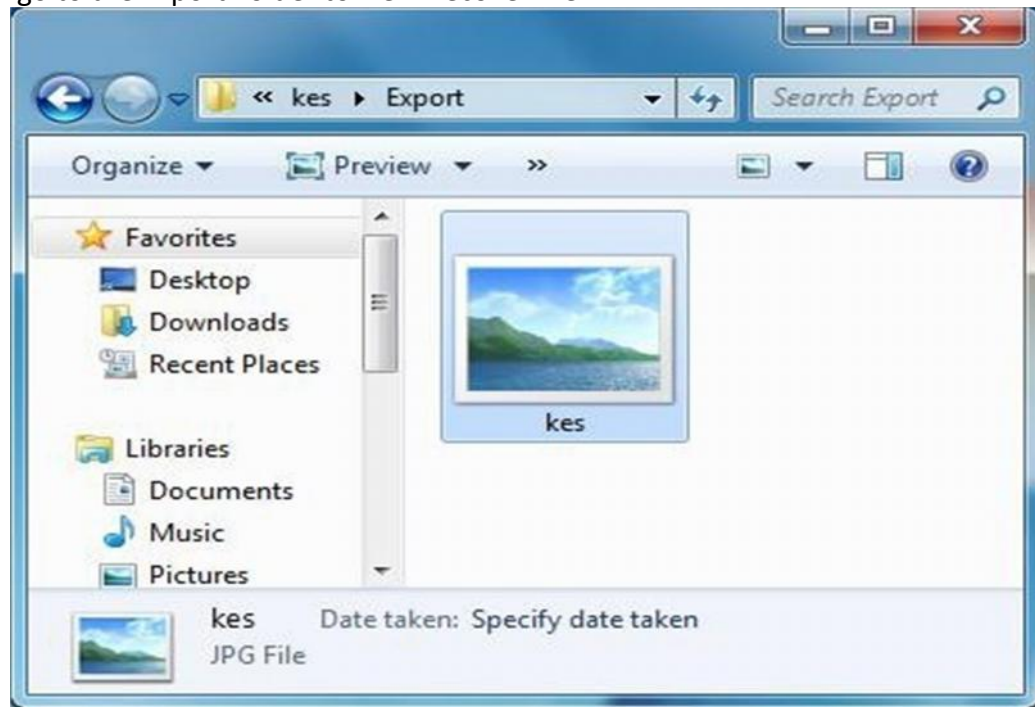 kes ▸ Export
Search Export
Organize
Preview
»
Favorites
Desktop
Downloads
Recent Places
Libraries
Documents
Music
Pictures
kes
kes
Date taken: Specify date taken
JPG File